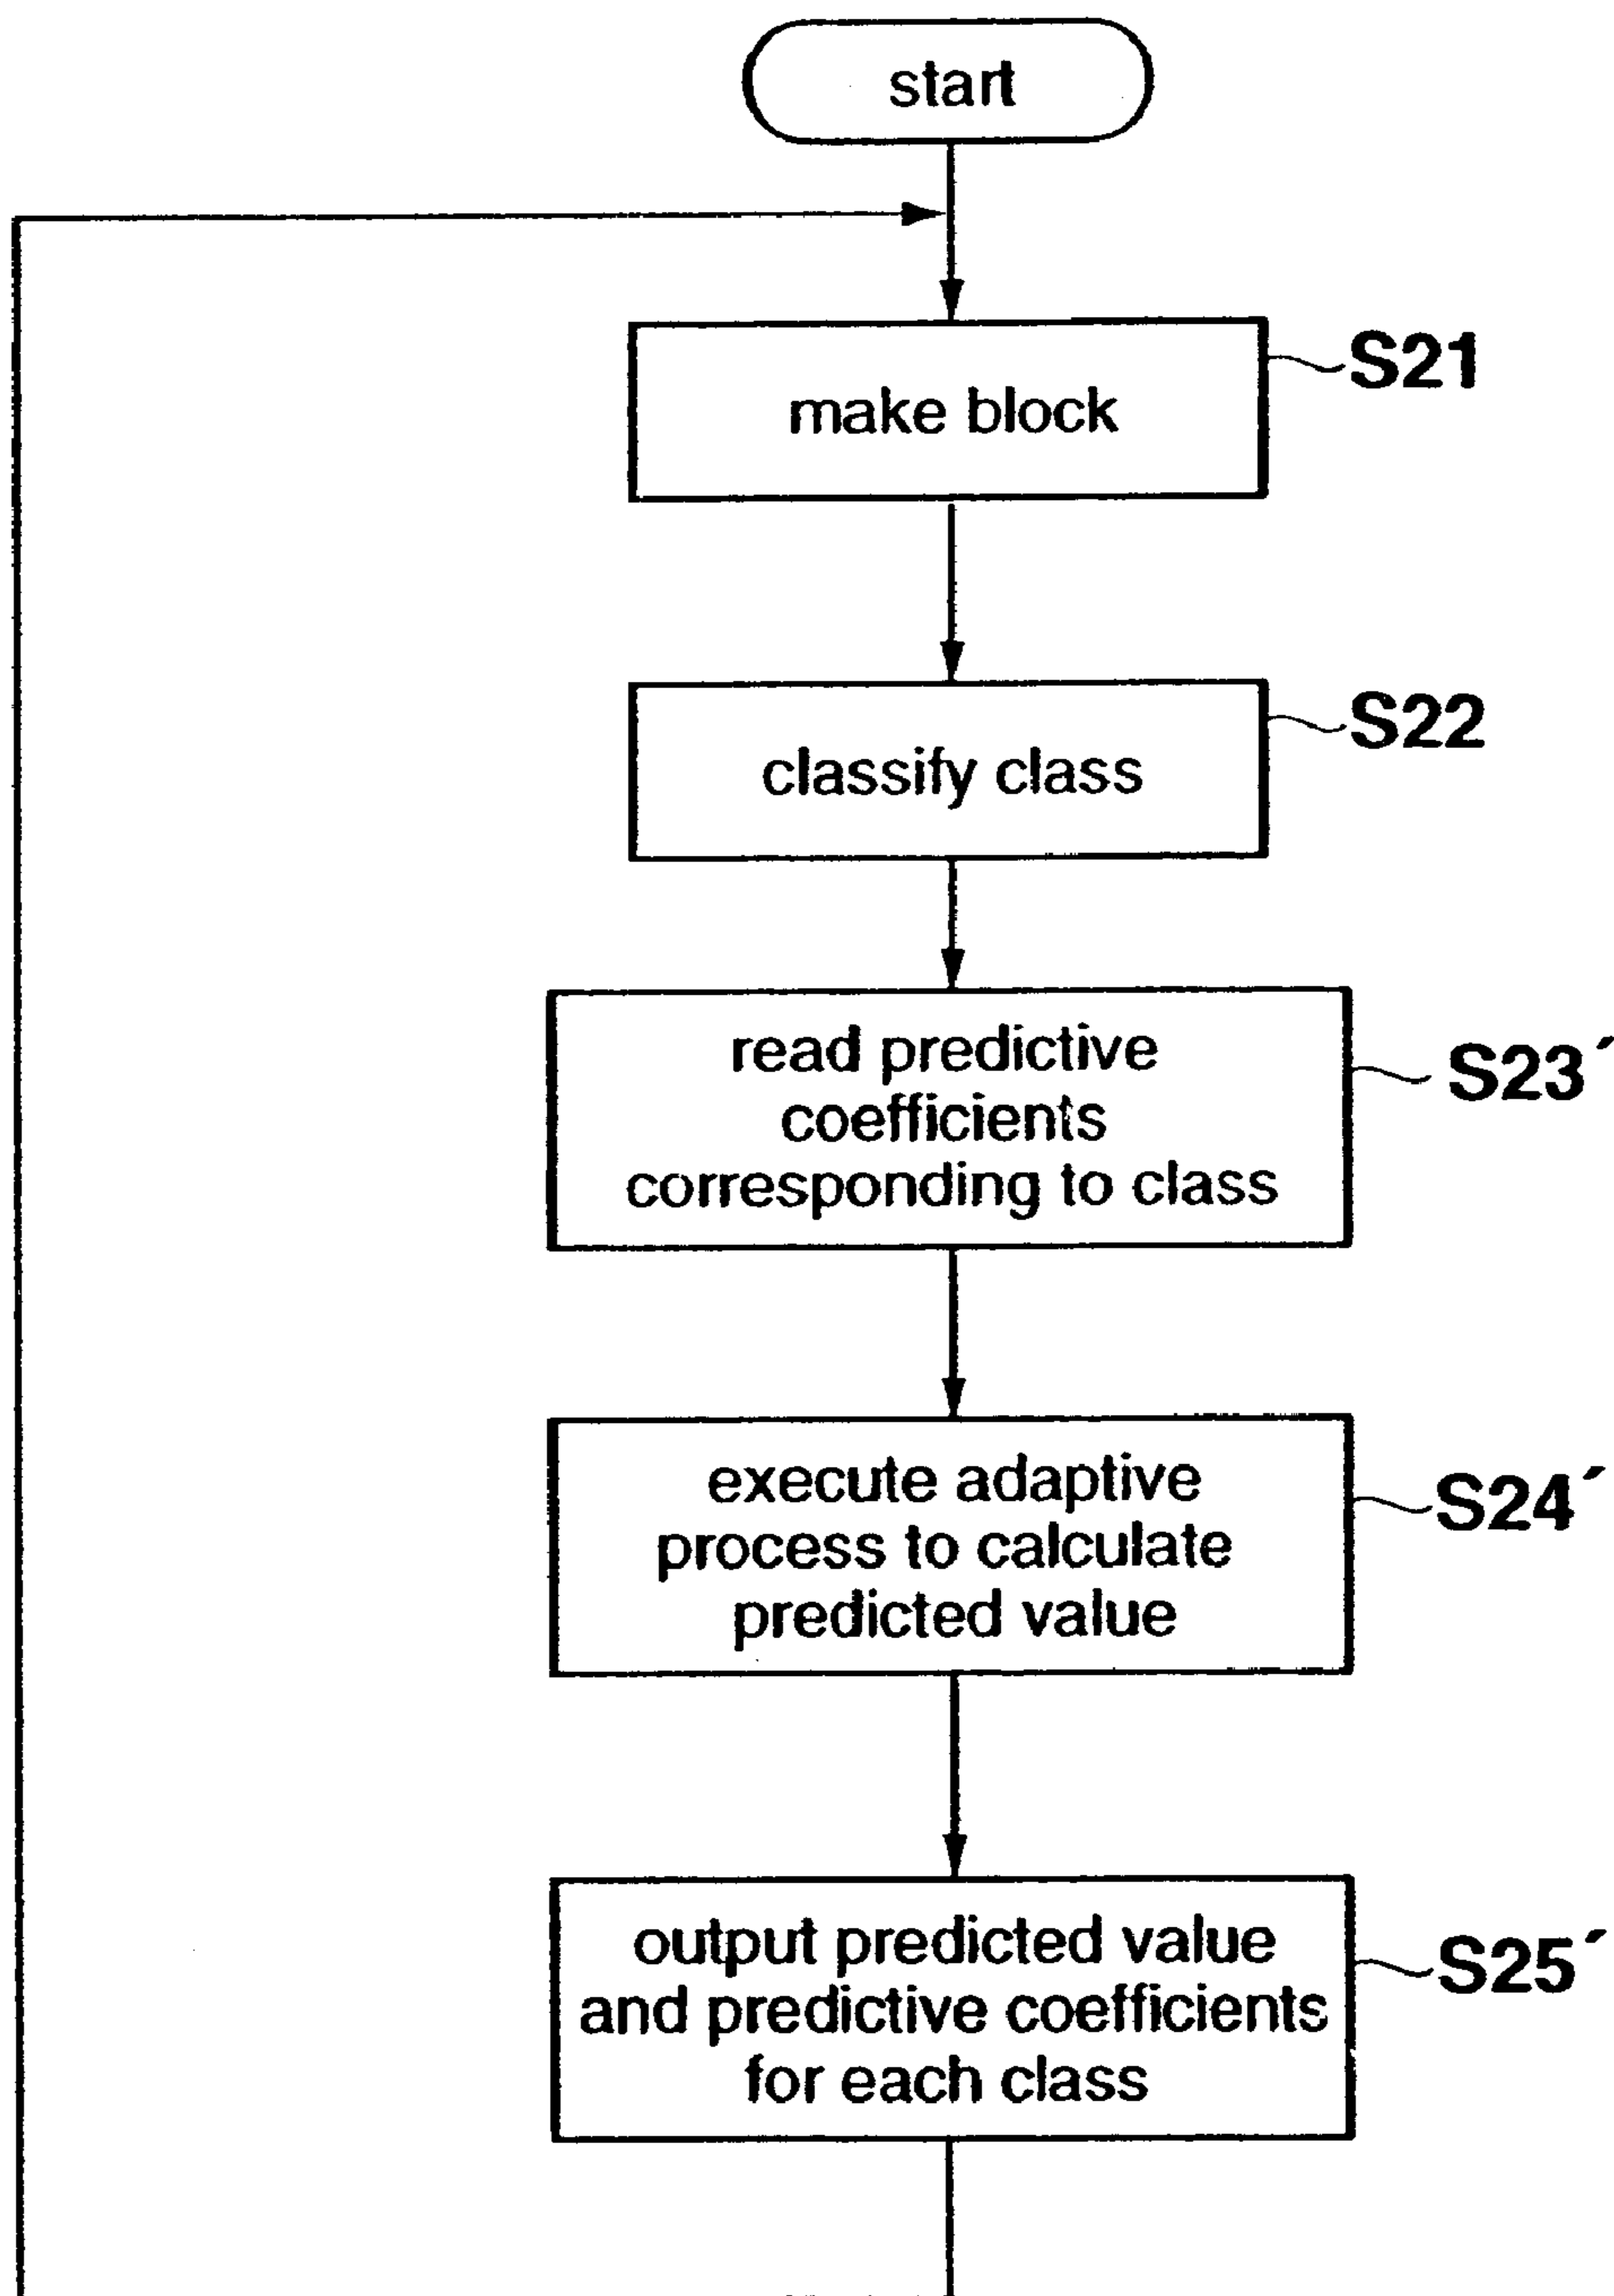 start
make block
S21
classify class
S22
read predictive
coefficients
corresponding to class
S23´
execute adaptive
process to calculate
predicted value
S24´
output predicted value
and predictive coefficients
for each class
S25´